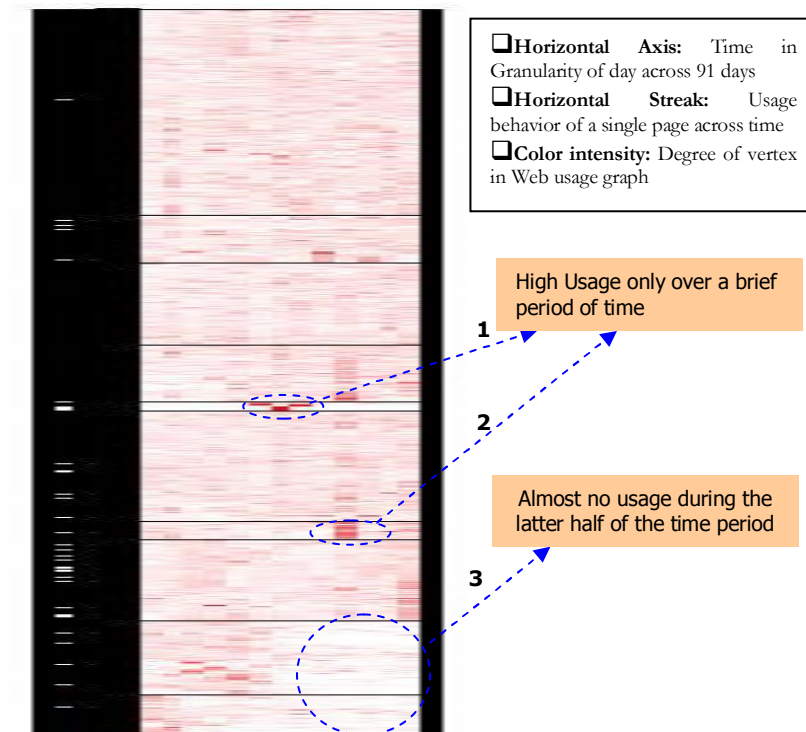 ❑Horizontal Axis: Time in
Granularity of day across 91 days
❑Horizontal Streak: Usage
behavior of a single page across time
❑Color intensity: Degree of vertex
in Web usage graph
High Usage only over a brief
period of time
1
2
Almost no usage during the
latter half of the time period
3